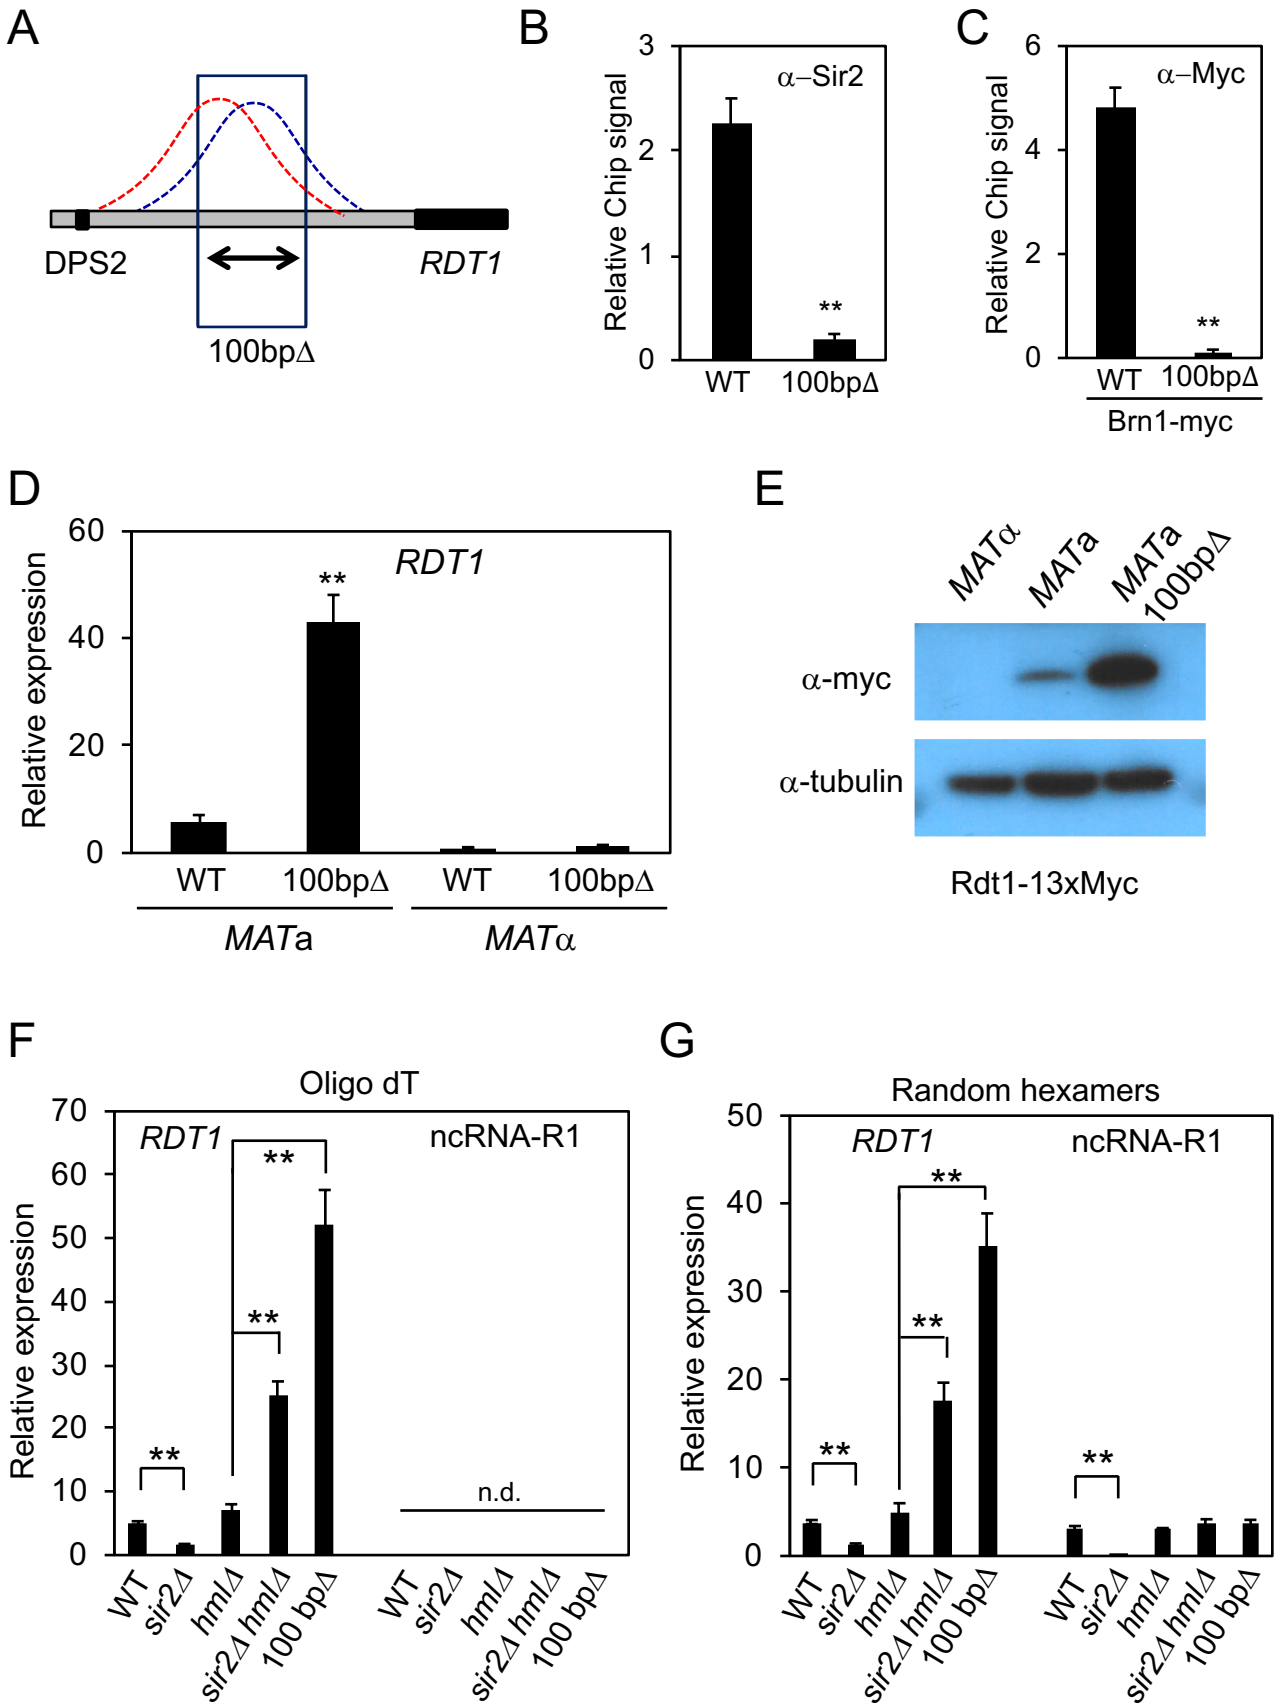 A
DPS2
RDT1
100bpΔ
B
3
2
1
0
Relative Chip signal
α–Sir2
**
WT
100bpΔ
C
6
4
2
0
Relative Chip signal
α–Myc
**
WT
100bpΔ
Brn1-myc
D
60
40
20
0
Relative expression
RDT1
**
WT
100bpΔ
WT
100bpΔ
MATa
MATα
E
MATα
MATa
MATa
100bpΔ
α-myc
α-tubulin
Rdt1-13xMyc
F
Oligo dT
70
60
50
40
30
20
10
0
Relative expression
RDT1
ncRNA-R1
**
**
**
n.d.
WT
sir2Δ
hmlΔ
sir2Δ hmlΔ
100 bpΔ
WT
sir2Δ
hmlΔ
sir2Δ hmlΔ
100 bpΔ
G
Random hexamers
50
40
30
20
10
0
Relative expression
RDT1
ncRNA-R1
**
**
**
**
WT
sir2Δ
hmlΔ
sir2Δ hmlΔ
100 bpΔ
WT
sir2Δ
hmlΔ
sir2Δ hmlΔ
100 bpΔ